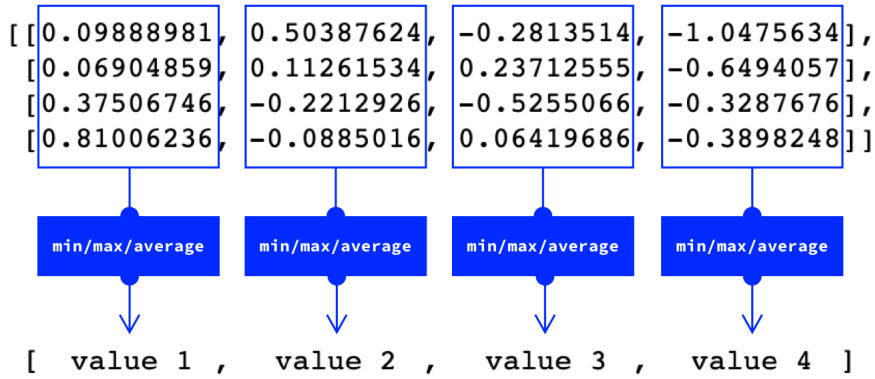 [[0.09888981, 0.50387624, -0.2813514, -1.0475634],
[0.06904859, 0.11261534, 0.23712555, -0.6494057],
[0.37506746, -0.2212926, -0.5255066, -0.3287676],
[0.81006236, -0.0885016, 0.06419686, -0.3898248]]
min/max/average min/max/average min/max/average min/max/average
[ value 1 , value 2 , value 3 , value 4 ]